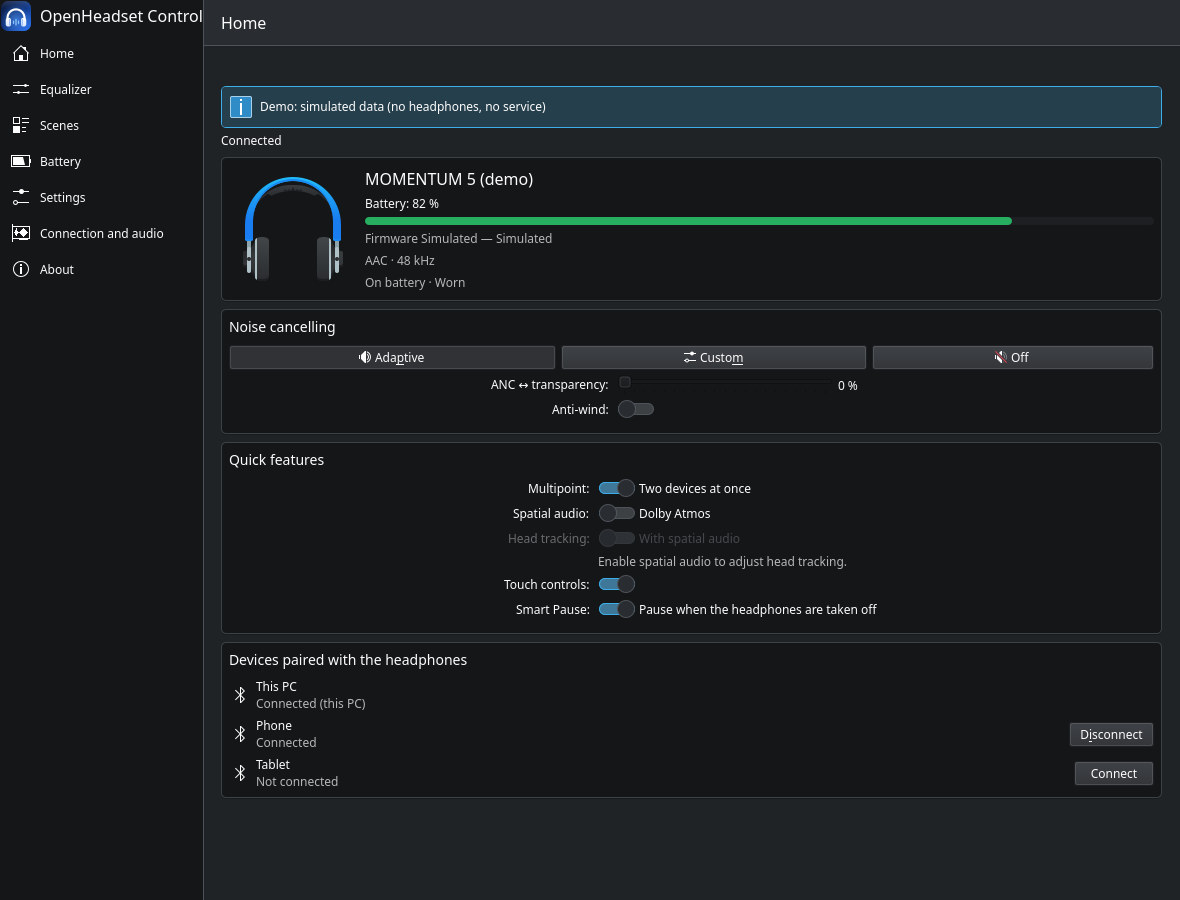 OpenHeadset Control
Home
Home
Equalizer
Scenes
Battery
Settings
Connection and audio
About
Demo: simulated data (no headphones, no service)
Connected
MOMENTUM 5 (demo)
Battery: 82 %
Firmware Simulated — Simulated
AAC · 48 kHz
On battery · Worn
Noise cancelling
Adaptive
Custom
Off
ANC ↔ transparency:
0 %
Anti-wind:
Quick features
Multipoint: Two devices at once
Spatial audio: Dolby Atmos
Head tracking: With spatial audio
Enable spatial audio to adjust head tracking.
Touch controls:
Smart Pause: Pause when the headphones are taken off
Devices paired with the headphones
This PC
Connected (this PC)
Phone
Connected
Disconnect
Tablet
Not connected
Connect